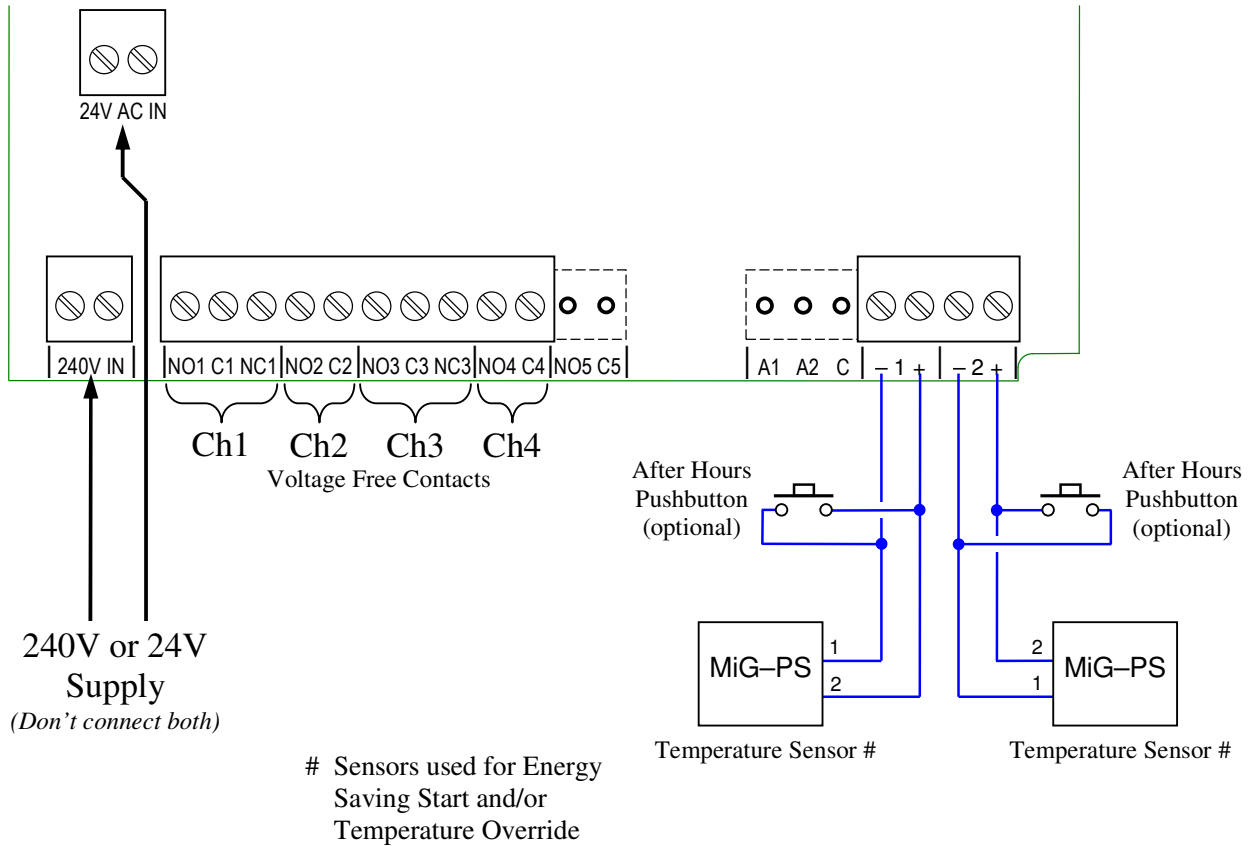 24V AC IN
240V IN NO1 C1 NC1 NO2 C2 NO3 C3 NC3 NO4 C4 NO5 C5 A1 A2 C – 1 + – 2 +
Ch1 Ch2 Ch3 Ch4
Voltage Free Contacts
After Hours
Pushbutton
(optional)
After Hours
Pushbutton
(optional)
240V or 24V
Supply
(Don't connect both)
MiG–PS
1
2
Temperature Sensor #
2
1
MiG–PS
Temperature Sensor #
# Sensors used for Energy
Saving Start and/or
Temperature Override